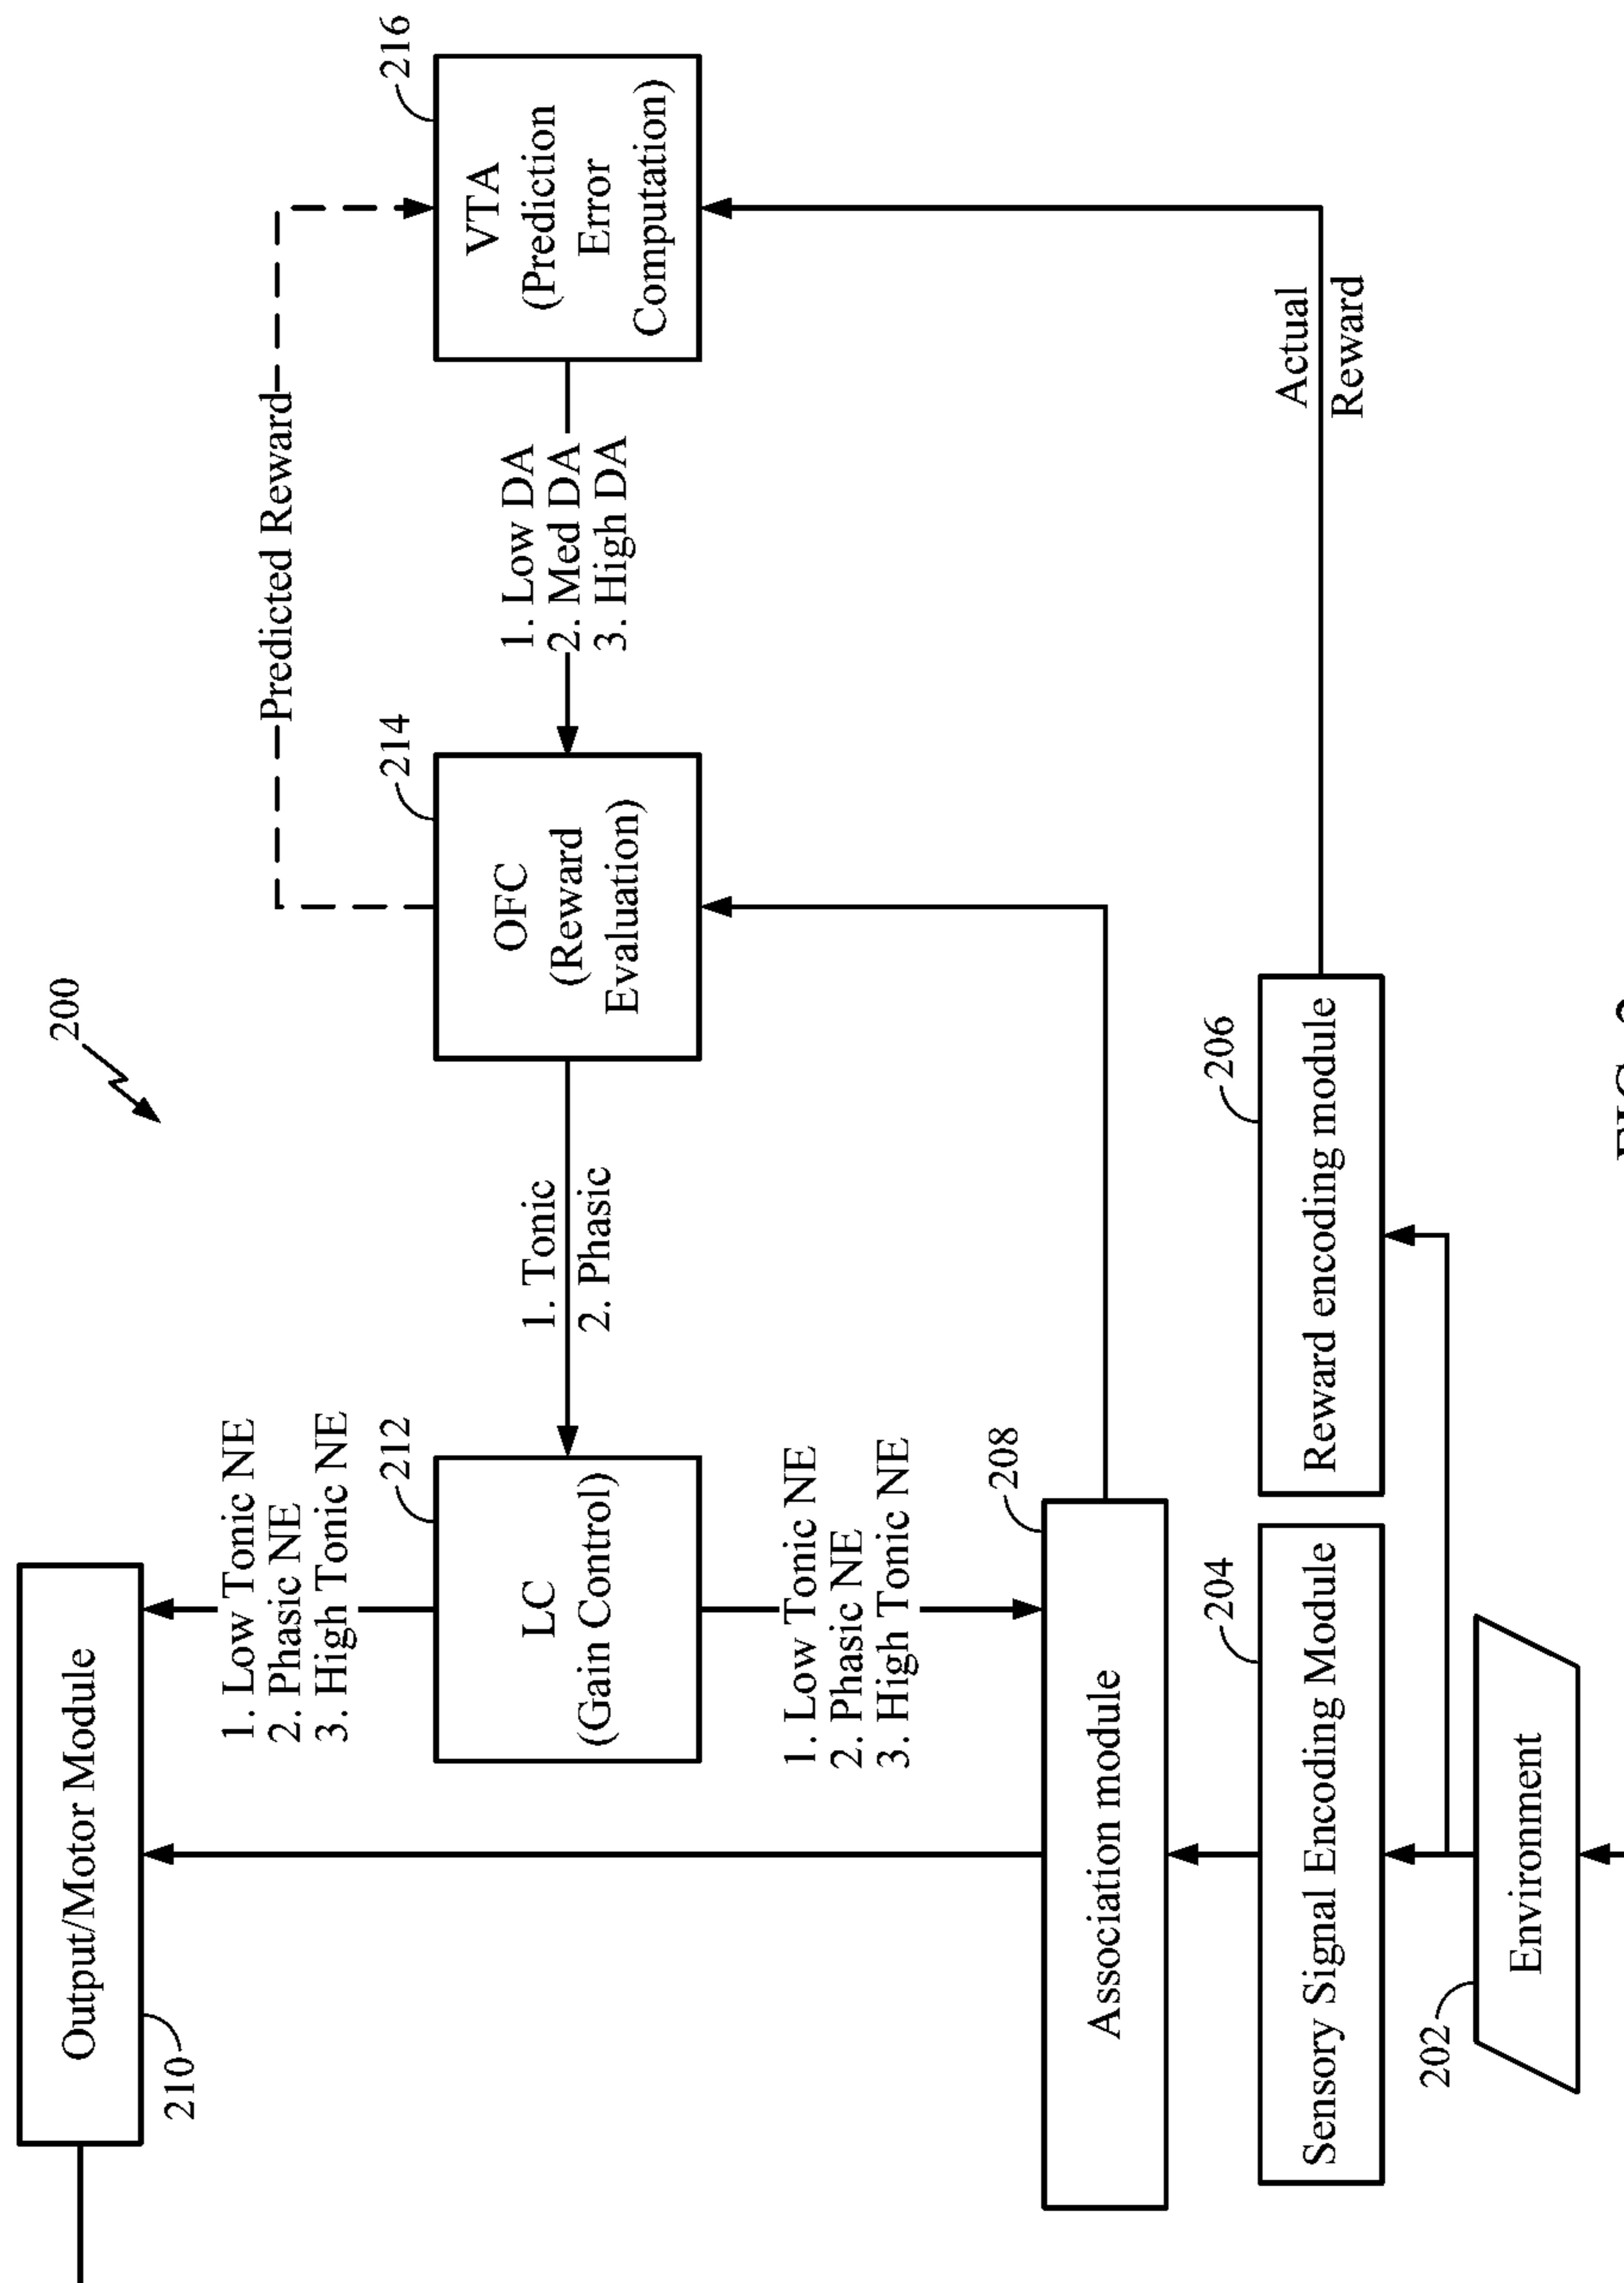 200
Output/Motor Module
210
1. Low Tonic NE
2. Phasic NE
3. High Tonic NE
Predicted Reward
LC
(Gain Control)
212
1. Tonic
2. Phasic
OFC
(Reward
Evaluation)
214
1. Low DA
2. Med DA
3. High DA
VTA
(Prediction
Error
Computation)
216
1. Low Tonic NE
2. Phasic NE
3. High Tonic NE
Association module
208
Sensory Signal Encoding Module
204
Reward encoding module
206
Actual
Reward
Environment
202